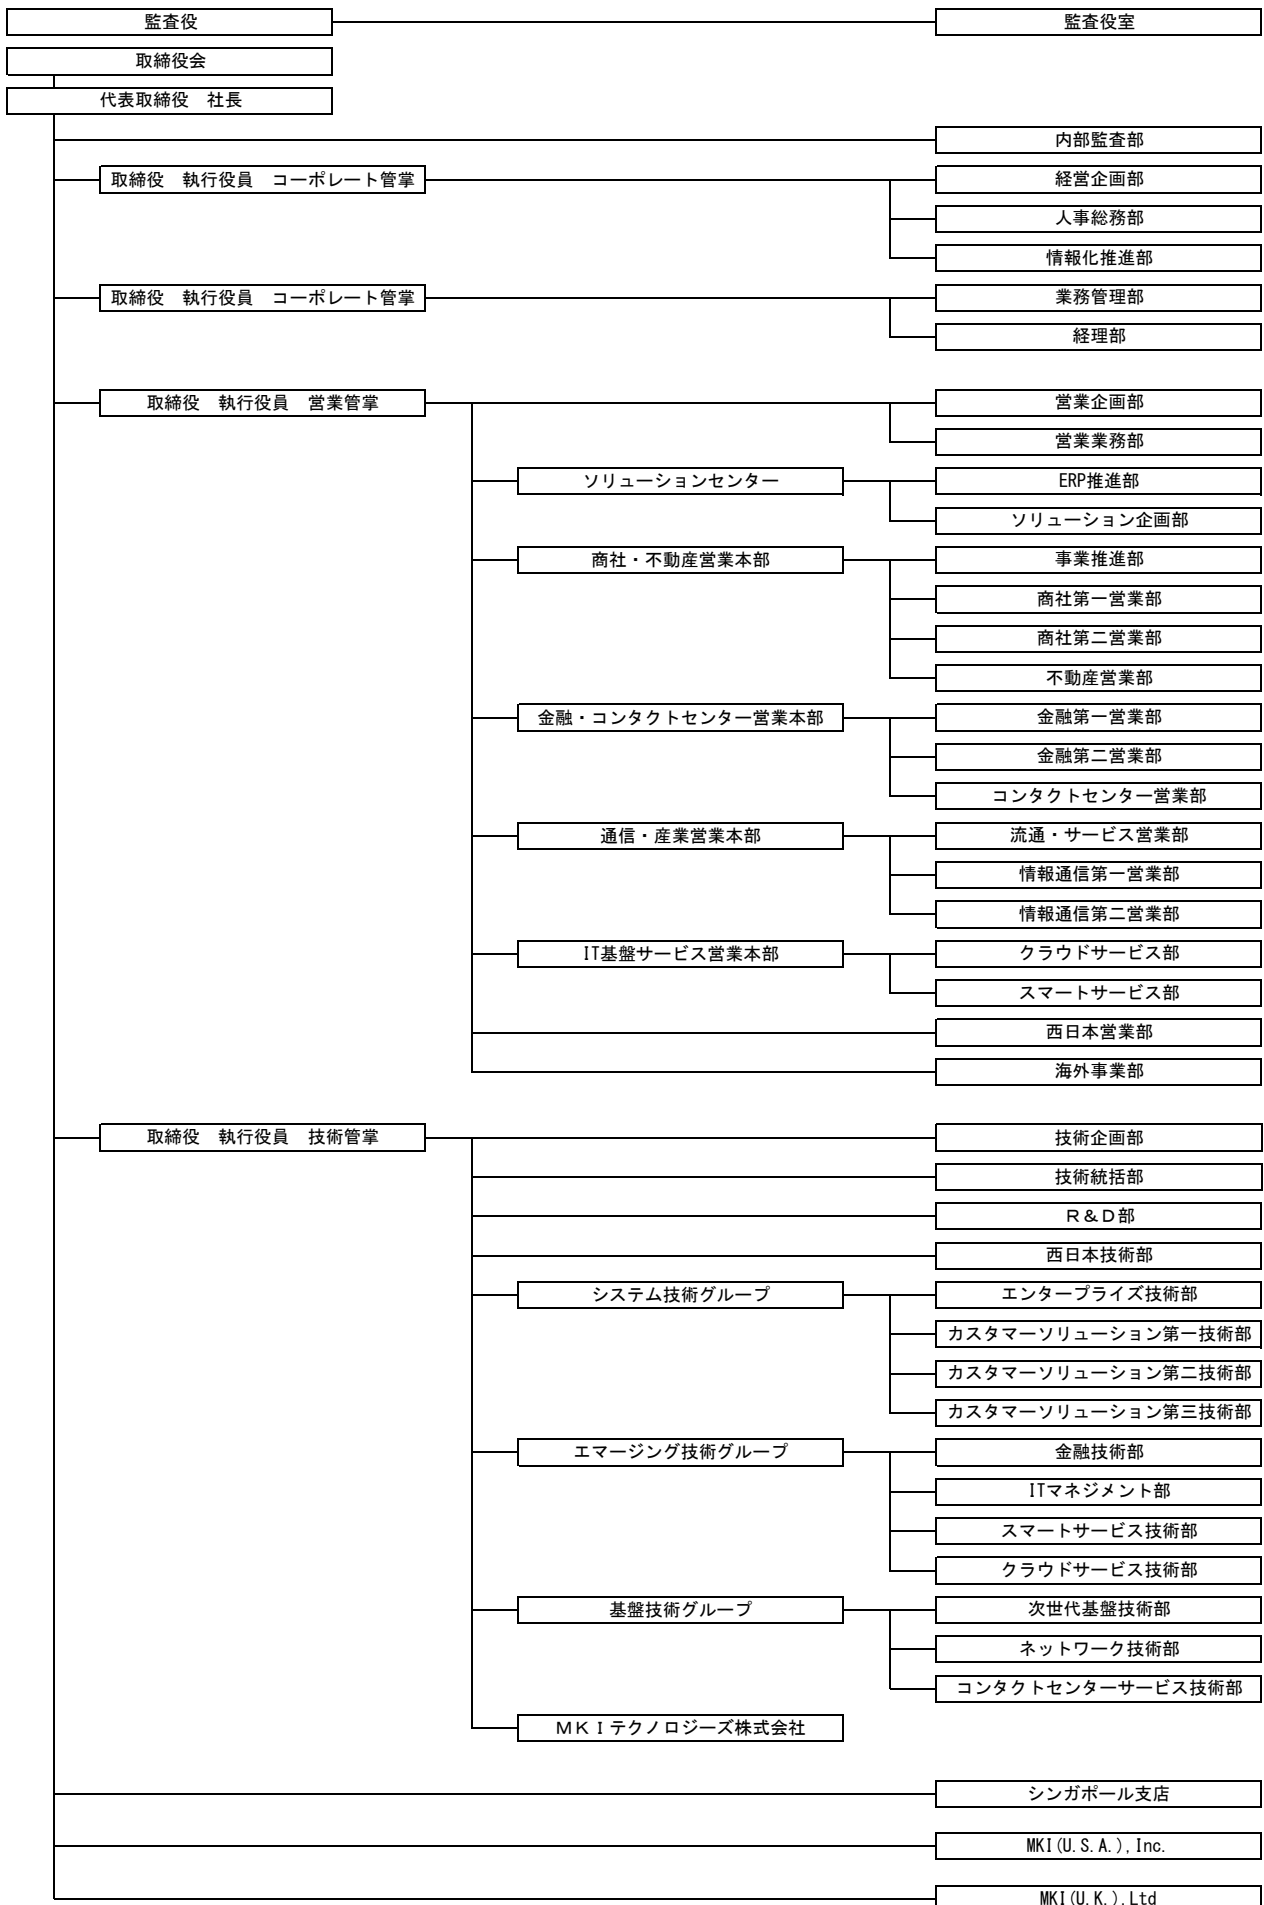 監査役 監査役室
取締役会
代表取締役 社長
内部監査部
取締役 執行役員 コーポレート管掌 経営企画部
人事総務部
情報化推進部
取締役 執行役員 コーポレート管掌 業務管理部
経理部
取締役 執行役員 営業管掌 営業企画部
営業業務部
ソリューションセンター ERP推進部
ソリューション企画部
商社・不動産営業本部 事業推進部
商社第一営業部
商社第二営業部
不動産営業部
金融・コンタクトセンター営業本部 金融第一営業部
金融第二営業部
コンタクトセンター営業部
通信・産業営業本部 流通・サービス営業部
情報通信第一営業部
情報通信第二営業部
IT基盤サービス営業本部 クラウドサービス部
スマートサービス部
西日本営業部
海外事業部
取締役 執行役員 技術管掌 技術企画部
技術統括部
R&D部
西日本技術部
システム技術グループ エンタープライズ技術部
カスタマーソリューション第一技術部
カスタマーソリューション第二技術部
カスタマーソリューション第三技術部
エマージング技術グループ 金融技術部
ITマネジメント部
スマートサービス技術部
クラウドサービス技術部
基盤技術グループ 次世代基盤技術部
ネットワーク技術部
コンタクトセンターサービス技術部
MKIテクノロジーズ株式会社
シンガポール支店
MKI(U.S.A.),Inc.
MKI(U.K.),Ltd